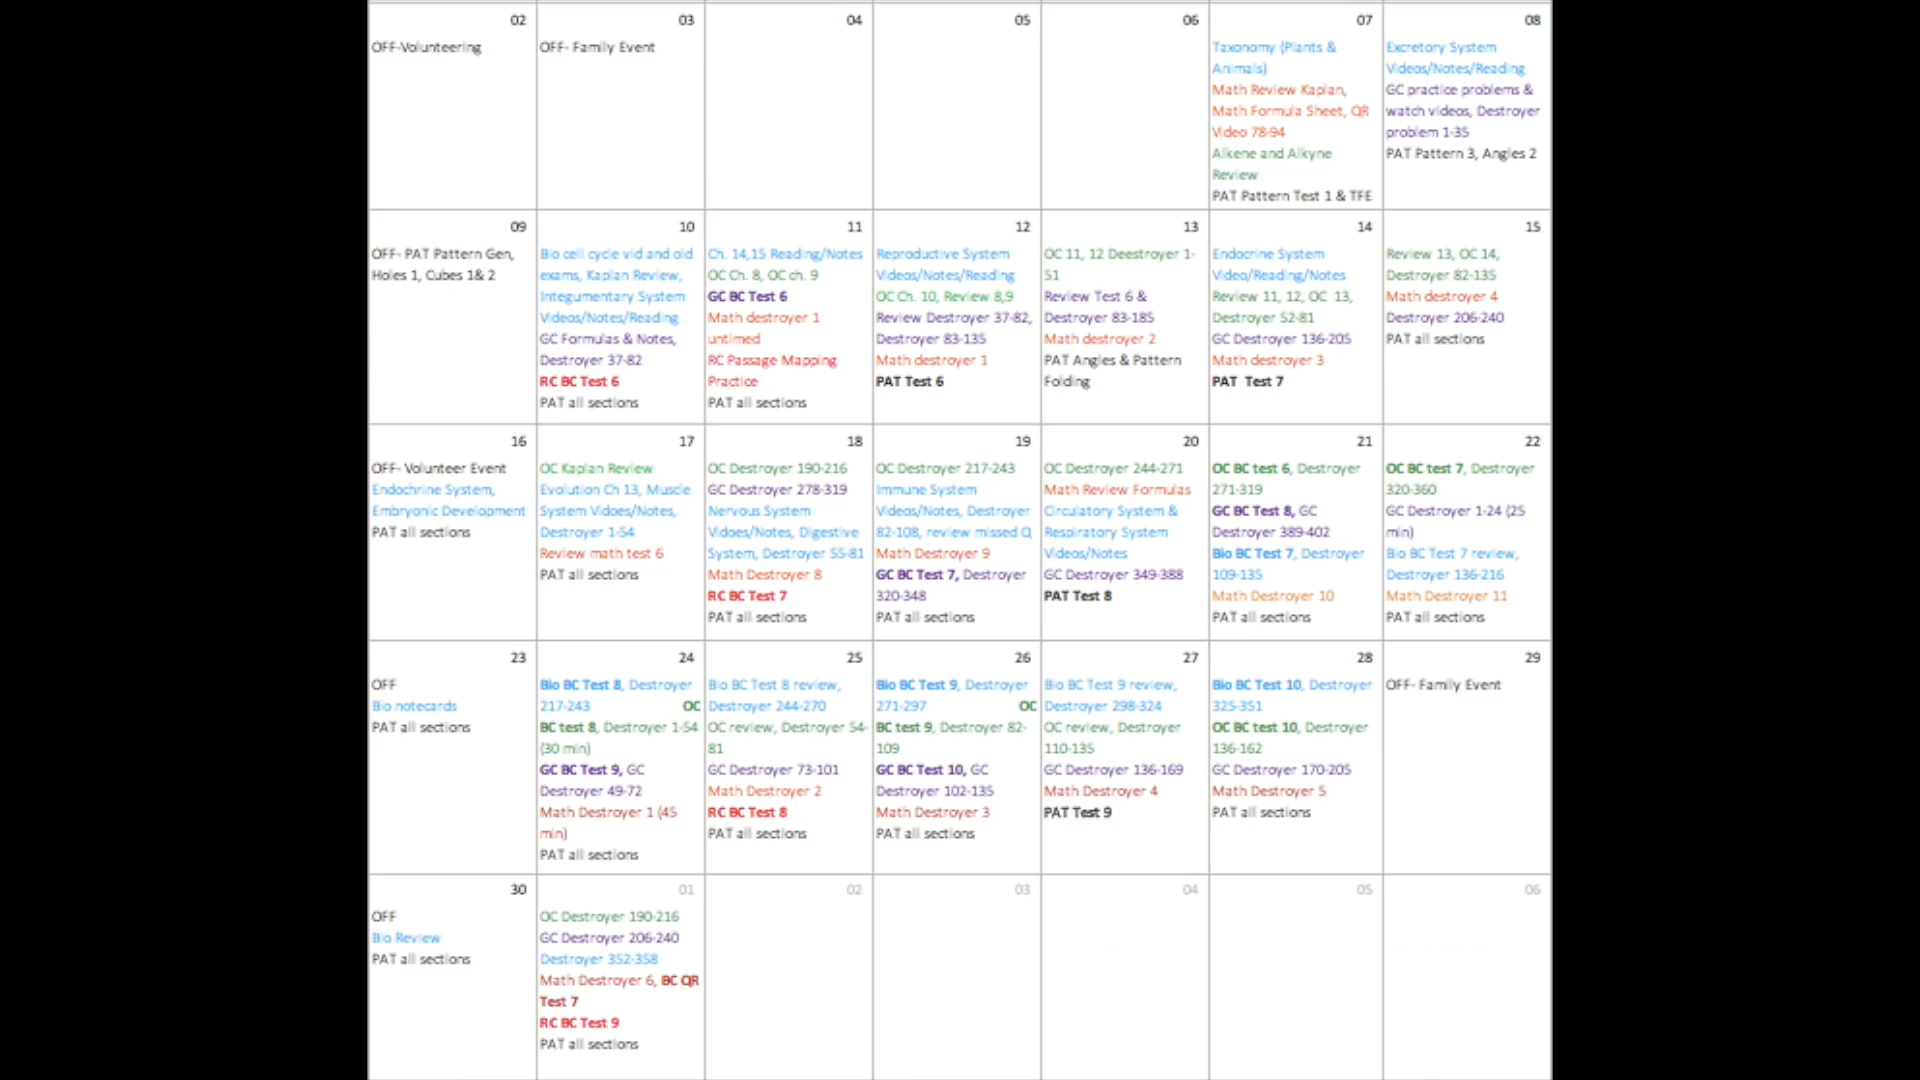 02
OFF-Volunteering
03
OFF- Family Event
04
05
06
07
Taxonomy (Plants &
Animals)
Math Review Kaplan,
Math Formula Sheet, QR
Video 78-94
Alkene and Alkyne
Review
PAT Pattern Test 1 & TFE
08
Excretory System
Videos/Notes/Reading
GC practice problems &
watch videos, Destroyer
problem 1-35
PAT Pattern 3, Angles 2
09
OFF- PAT Pattern Gen,
Holes 1, Cubes 1& 2
10
Bio cell cycle vid and old
exams, Kaplan Review,
Integumentary System
Videos/Notes/Reading
GC Formulas & Notes,
Destroyer 37-82
RC BC Test 6
PAT all sections
11
Ch. 14,15 Reading/Notes
OC Ch. 8, OC ch. 9
GC BC Test 6
Math destroyer 1
untimed
RC Passage Mapping
Practice
PAT all sections
12
Reproductive System
Videos/Notes/Reading
OC Ch. 10, Review 8,9
Review Destroyer 37-82,
Destroyer 83-135
Math destroyer 1
PAT Test 6
13
OC 11, 12 Deestroyer 1-
51
Review Test 6 &
Destroyer 83-185
Math destroyer 2
PAT Angles & Pattern
Folding
14
Endocrine System
Video/Reading/Notes
Review 11, 12, OC 13,
Destroyer 52-81
GC Destroyer 136-205
Math destroyer 3
PAT Test 7
15
Review 13, OC 14,
Destroyer 82-135
Math destroyer 4
Destroyer 206-240
PAT all sections
16
OFF- Volunteer Event
Endochrine System,
Embryonic Development
PAT all sections
17
OC Kaplan Review
Evolution Ch 13, Muscle
System Vidoes/Notes,
Destroyer 1-54
Review math test 6
PAT all sections
18
OC Destroyer 190-216
GC Destroyer 278-319
Nervous System
Vidoes/Notes, Digestive
System, Destroyer 55-81
Math Destroyer 8
RC BC Test 7
PAT all sections
19
OC Destroyer 217-243
Immune System
Videos/Notes, Destroyer
82-108, review missed Q
Math Destroyer 9
GC BC Test 7, Destroyer
320-348
PAT all sections
20
OC Destroyer 244-271
Math Review Formulas
Circulatory System &
Respiratory System
Videos/Notes
GC Destroyer 349-388
PAT Test 8
21
OC BC test 6, Destroyer
271-319
GC BC Test 8, GC
Destroyer 389-402
Bio BC Test 7, Destroyer
109-135
Math Destroyer 10
PAT all sections
22
OC BC test 7, Destroyer
320-360
GC Destroyer 1-24 (25
min)
Bio BC Test 7 review,
Destroyer 136-216
Math Destroyer 11
PAT all sections
23
OFF
Bio notecards
PAT all sections
24
Bio BC Test 8, Destroyer
217-243 OC
BC test 8, Destroyer 1-54
(30 min)
GC BC Test 9, GC
Destroyer 49-72
Math Destroyer 1 (45
min)
PAT all sections
25
Bio BC Test 8 review,
Destroyer 244-270
OC review, Destroyer 54-
81
GC Destroyer 73-101
Math Destroyer 2
RC BC Test 8
PAT all sections
26
Bio BC Test 9, Destroyer
271-297 OC
BC test 9, Destroyer 82-
109
GC BC Test 10, GC
Destroyer 102-135
Math Destroyer 3
PAT all sections
27
Bio BC Test 9 review,
Destroyer 298-324
OC review, Destroyer
110-135
GC Destroyer 136-169
Math Destroyer 4
PAT Test 9
28
Bio BC Test 10, Destroyer
325-351
OC BC test 10, Destroyer
136-162
GC Destroyer 170-205
Math Destroyer 5
PAT all sections
29
OFF- Family Event
30
OFF
Bio Review
PAT all sections
01
OC Destroyer 190-216
GC Destroyer 206-240
Destroyer 352-358
Math Destroyer 6, BC QR
Test 7
RC BC Test 9
PAT all sections
02
03
04
05
06